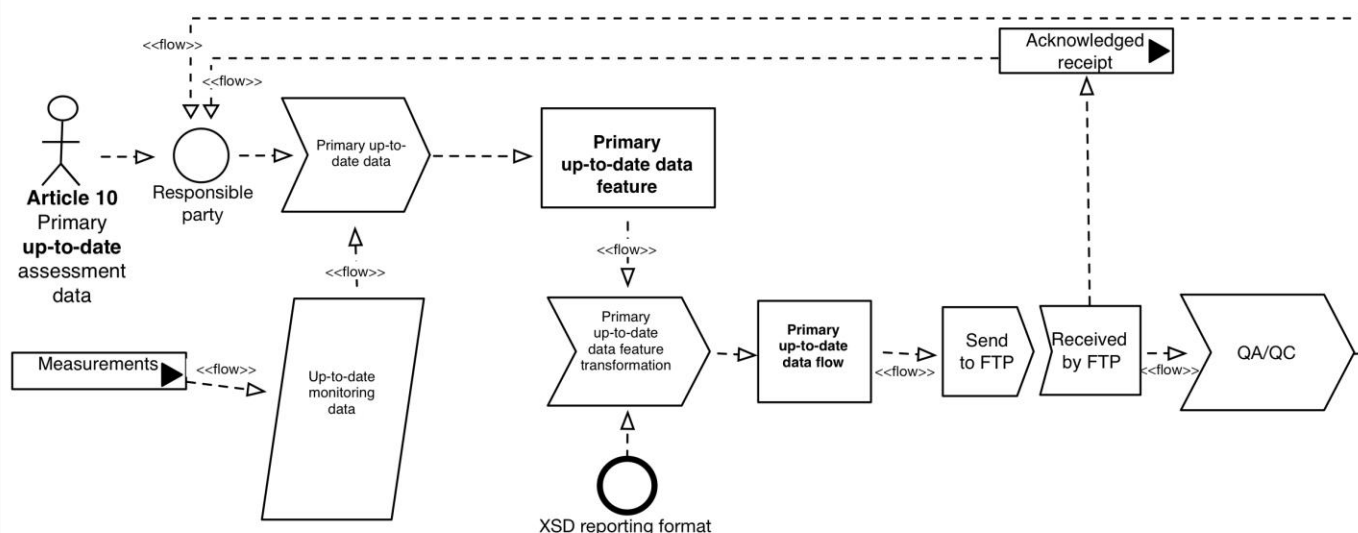 <<flow>>
<<flow>>
Acknowledged
receipt
Article 10
Primary
up-to-date
assessment
data
Responsible
party
Primary up-to-
date data
Primary
up-to-date data
feature
<<flow>>
<<flow>>
Measurements
<<flow>>
Up-to-date
monitoring
data
Primary
up-to-date
data feature
transformation
Primary
up-to-date
data flow
<<flow>>
Send
to FTP
Received
by FTP
<<flow>>
QA/QC
XSD reporting format